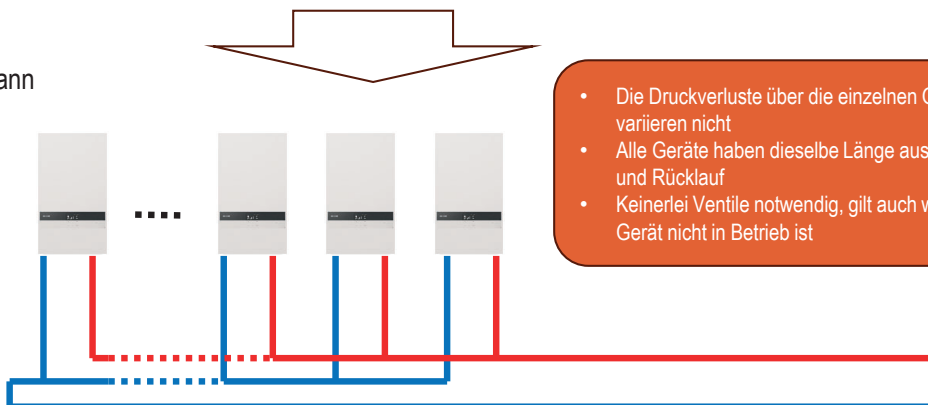 ann
• Die Druckverluste über die einzelnen
variieren nicht
• Alle Geräte haben dieselbe Länge aus
und Rücklauf
• Keinerlei Ventile notwendig, gilt auch
Gerät nicht in Betrieb ist